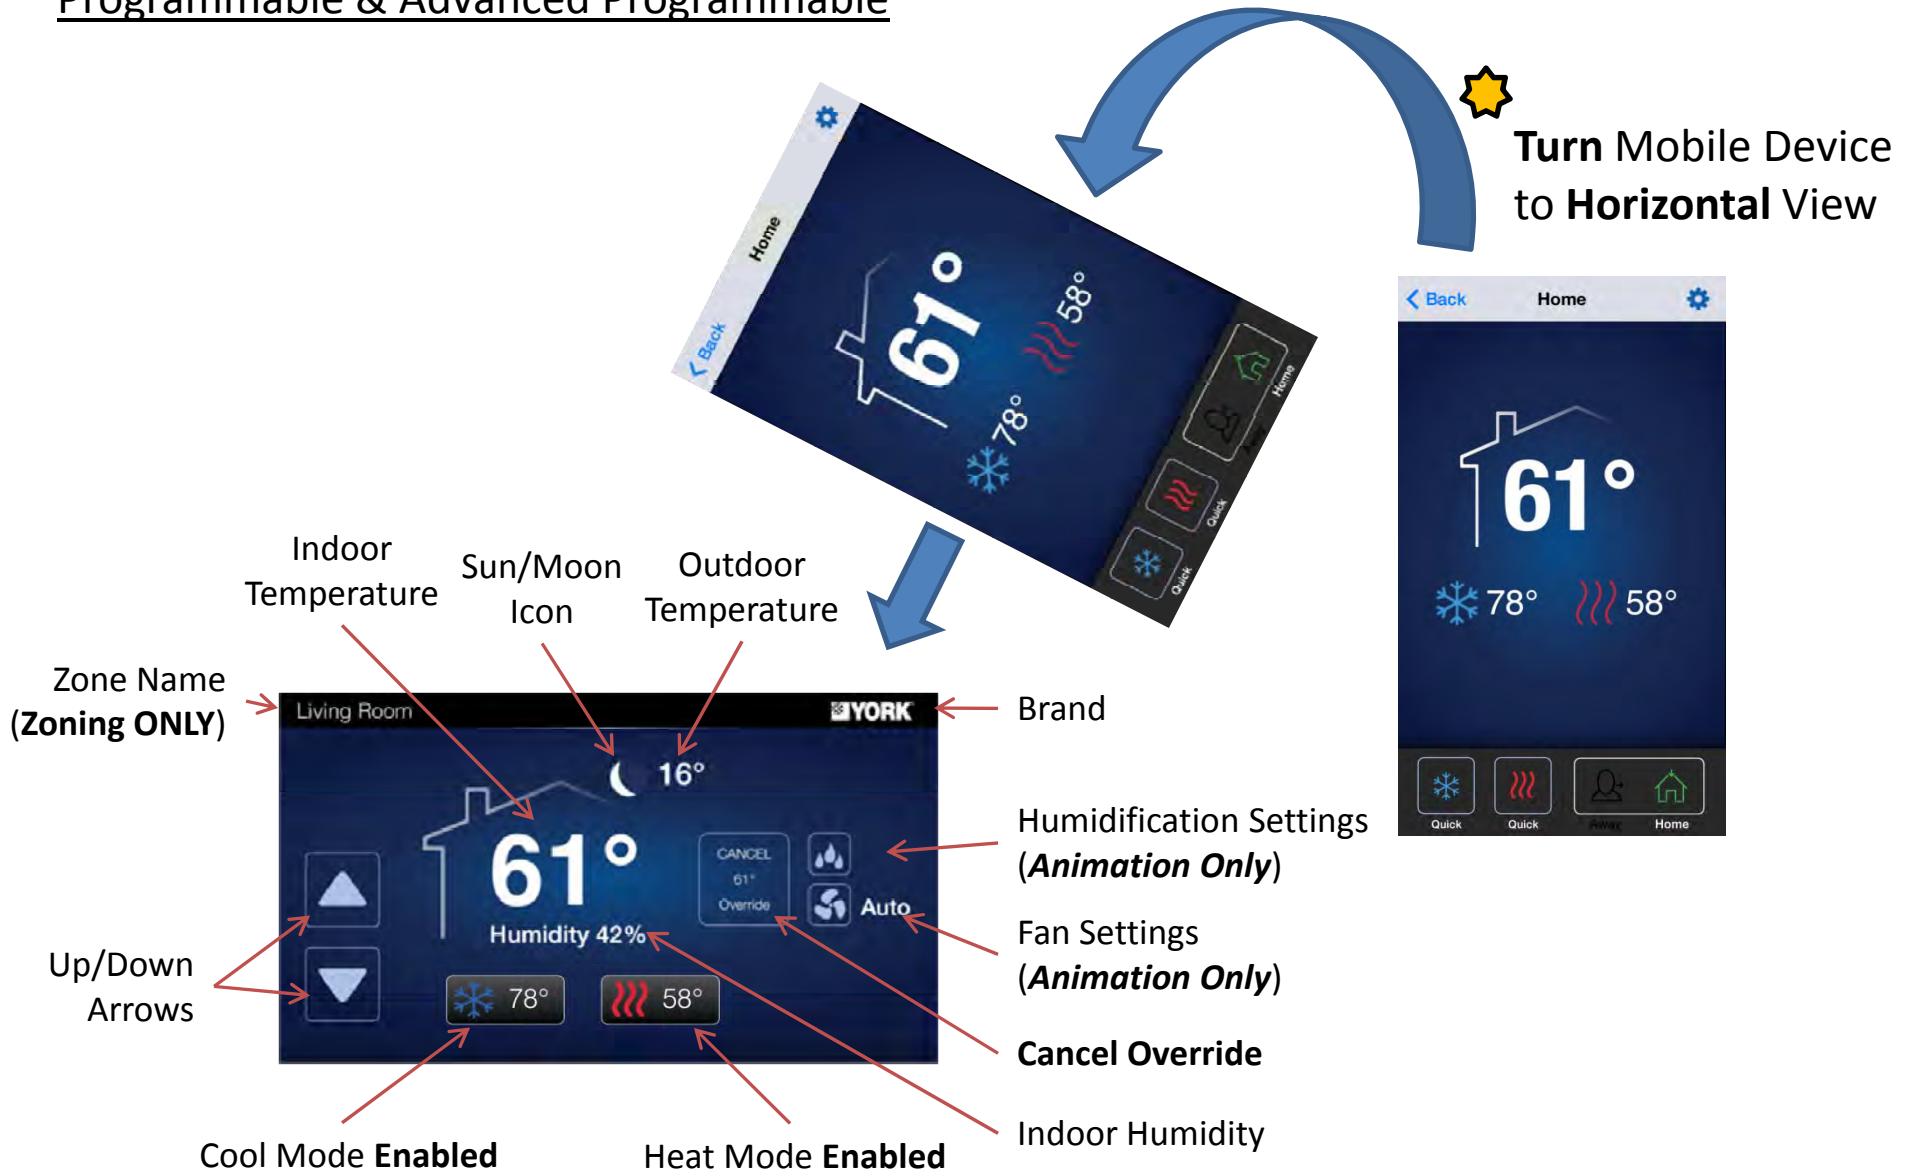 Programmable & Advanced Programmable
Turn Mobile Device
to Horizontal View
Home
< Back
61°
58°
78°
Home
Away
Quick
Quick
< Back Home
61°
78° 58°
Quick Quick Away Home
Indoor
Temperature
Sun/Moon
Icon
Outdoor
Temperature
Zone Name
(Zoning ONLY)
Living Room
YORK
Brand
16°
61°
Humidity 42%
CANCEL
61°
Override
Auto
78°
58°
Humidification Settings
(Animation Only)
Fan Settings
(Animation Only)
Up/Down
Arrows
Cancel Override
Indoor Humidity
Cool Mode Enabled
Heat Mode Enabled